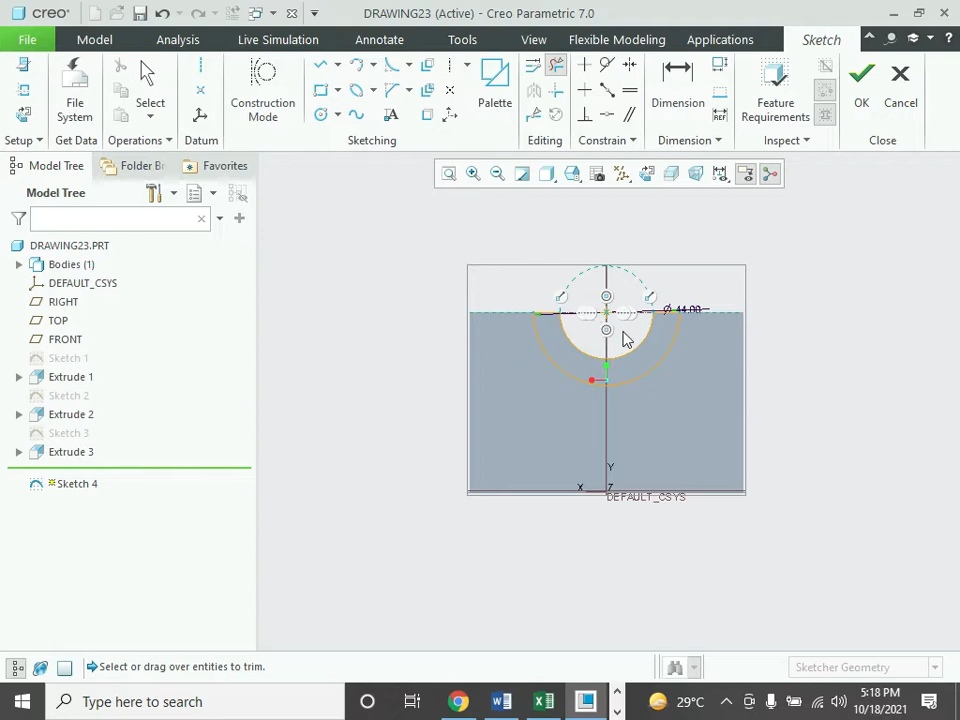 creo DRAWING23 (Active) - Creo Parametric 7.0
File Model Analysis Live Simulation Annotate Tools View Flexible Modeling Applications Sketch
File System Select Construction Mode Palette Dimension Feature Requirements OK Cancel
Setup Get Data Operations Datum Sketching Editing Constrain Dimension Inspect Close
Model Tree Folder Br Favorites
Model Tree
DRAWING23.PRT
Bodies (1)
DEFAULT_CSYS
RIGHT
TOP
FRONT
Sketch 1
Extrude 1
Sketch 2
Extrude 2
Sketch 3
Extrude 3
Sketch 4
Ø 44.00
Y
X Z
DEFAULT_CSYS
Select or drag over entities to trim.
Sketcher Geometry
Type here to search
29°C
5:18 PM
10/18/2021